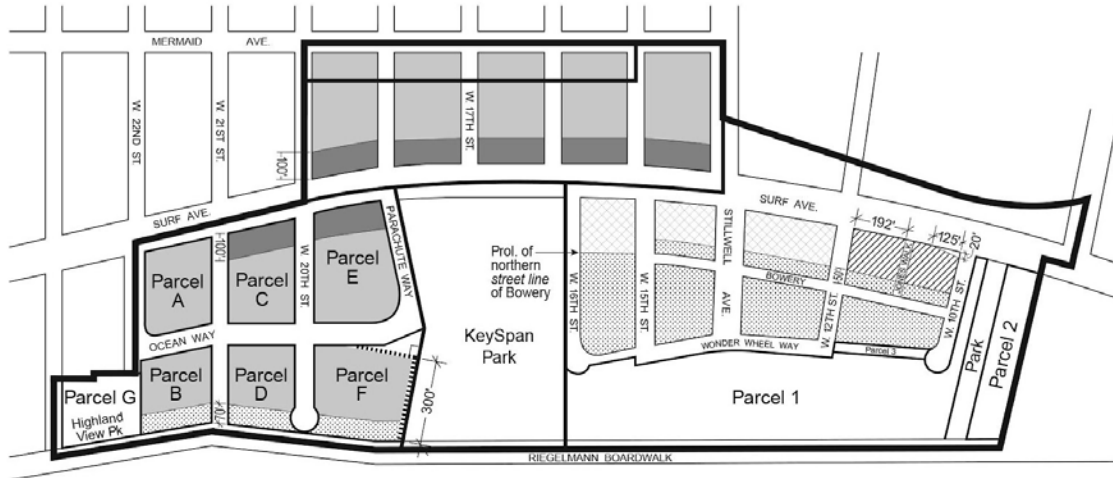 MERMAID AVE.
W. 22ND ST.
W. 21ST ST.
W. 17TH ST.
100'
SURF AVE.
SURF AVE.
100'
PARACHUTE WAY
W. 20TH ST.
Parcel
A
Parcel
C
Parcel
E
OCEAN WAY
Parcel
B
Parcel
D
Parcel
F
Parcel G
Highland
View Pk
70'
300'
KeySpan
Park
Prol. of
northern
street line
of Bowery
W. 16TH ST
W. 15TH ST
STILLWELL
AVE.
BOWERY
W. 12TH ST.
50'
192'
125'
20'
JONES WALK
W. 10TH ST.
WONDER WHEEL WAY
Parcel 3
Parcel 1
Park
Parcel 2
RIEGELMANN BOARDWALK